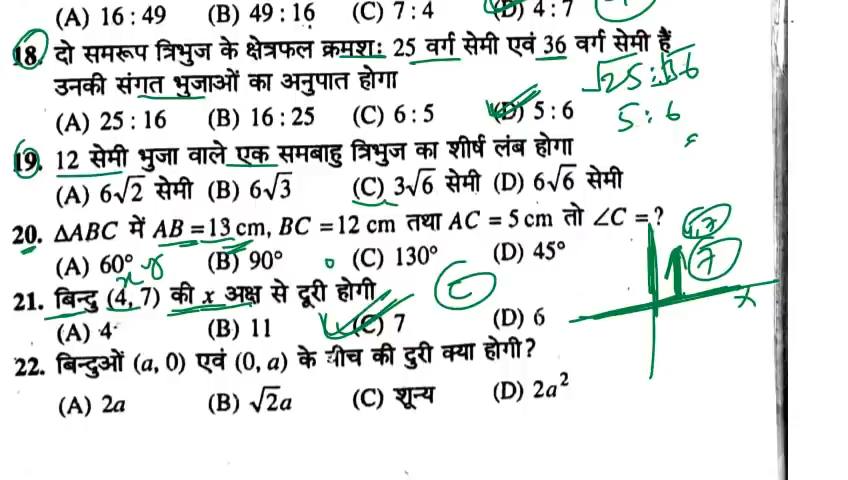 (A) 16 : 49 (B) 49 : 16 (C) 7 : 4 (D) 4 : 7
18. दो समरूप त्रिभुज के क्षेत्रफल क्रमशः 25 वर्ग सेमी एवं 36 वर्ग सेमी हैं
उनकी संगत भुजाओं का अनुपात होगा
√25 : √36
(A) 25 : 16 (B) 16 : 25 (C) 6 : 5 (D) 5 : 6
5 : 6
19. 12 सेमी भुजा वाले एक समबाहु त्रिभुज का शीर्ष लंब होगा
(A) 6√2 सेमी (B) 6√3 (C) 3√6 सेमी (D) 6√6 सेमी
20. ΔABC में AB = 13 cm, BC = 12 cm तथा AC = 5 cm तो ∠C = ?
(A) 60° (B) 90° (C) 130° (D) 45°
7
x y
21. बिन्दु (4, 7) की x अक्ष से दूरी होगी
x
(A) 4 (B) 11 (C) 7 (D) 6
22. बिन्दुओं (a, 0) एवं (0, a) के बीच की दुरी क्या होगी?
(A) 2a (B) √2a (C) शून्य (D) 2a²